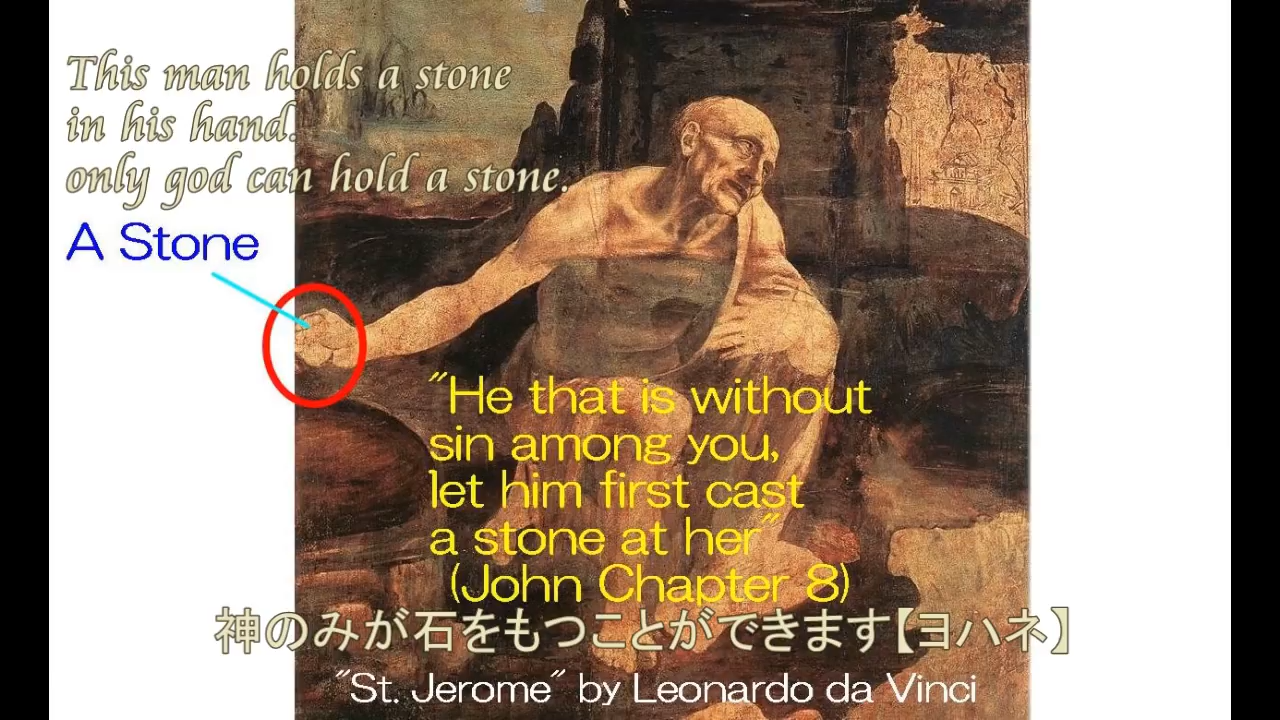 This man holds a stone
in his hand.
only god can hold a stone.
A Stone
"He that is without
sin among you,
let him first cast
a stone at her"
(John Chapter 8)
神のみが石をもつことができます【ヨハネ】
"St. Jerome" by Leonardo da Vinci